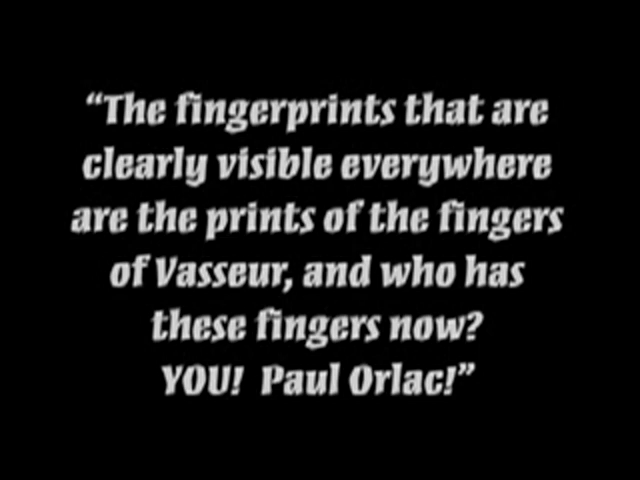 “The fingerprints that are
clearly visible everywhere
are the prints of the fingers
of Vasseur, and who has
these fingers now?
YOU!  Paul Orlac!”